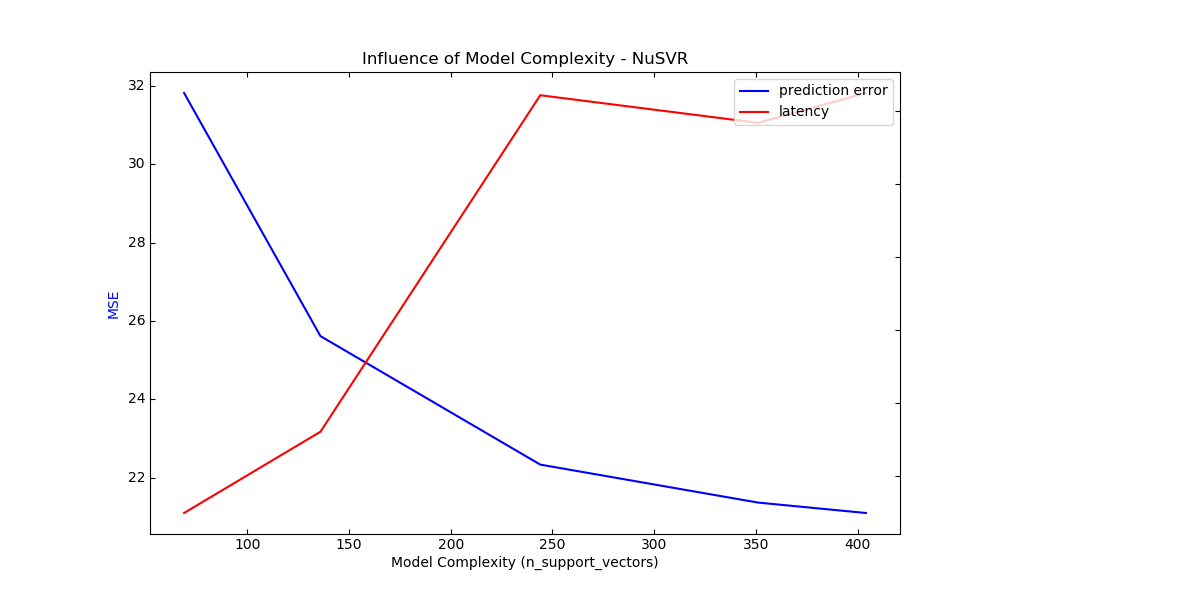 Influence of Model Complexity - NuSVR
prediction error
latency
32
30
28
26
24
22
MSE
100 150 200 250 300 350 400
Model Complexity (n_support_vectors)